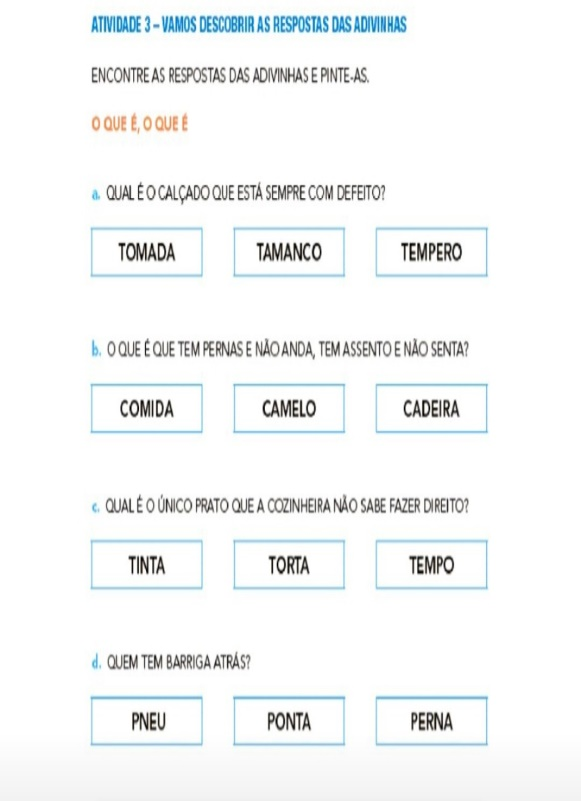 ATIVIDADE 3 – VAMOS DESCOBRIR AS RESPOSTAS DAS ADIVINHAS
ENCONTRE AS RESPOSTAS DAS ADIVINHAS E PINTE-AS.
O QUE É, O QUE É
a. QUAL É O CALÇADO QUE ESTÁ SEMPRE COM DEFEITO?
TOMADA TAMANCO TEMPERO
b. O QUE É QUE TEM PERNAS E NÃO ANDA, TEM ASSENTO E NÃO SENTA?
COMIDA CAMELO CADEIRA
c. QUAL É O ÚNICO PRATO QUE A COZINHEIRA NÃO SABE FAZER DIREITO?
TINTA TORTA TEMPO
d. QUEM TEM BARRIGA ATRÁS?
PNEU PONTA PERNA